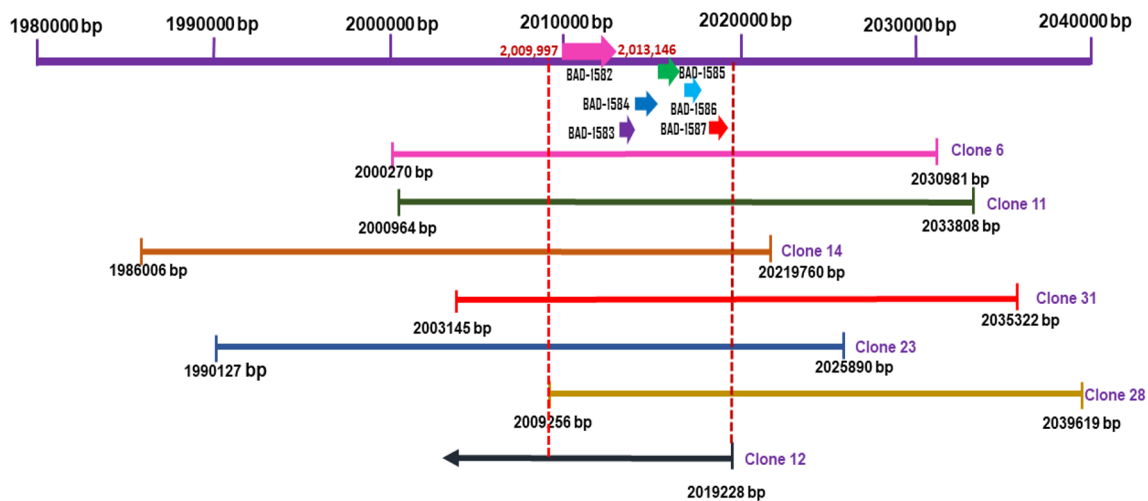 1980000 bp
1990000 bp
2000000 bp
2010000 bp
2020000 bp
2030000 bp
2040000 bp
2,009,997
2,013,146
BAD-1582
BAD-1585
BAD-1584
BAD-1586
BAD-1583
BAD-1587
Clone 6
2000270 bp
2030981 bp
Clone 11
2000964 bp
2033808 bp
Clone 14
1986006 bp
20219760 bp
Clone 31
2003145 bp
2035322 bp
Clone 23
1990127 bp
2025890 bp
Clone 28
2009256 bp
2039619 bp
Clone 12
2019228 bp